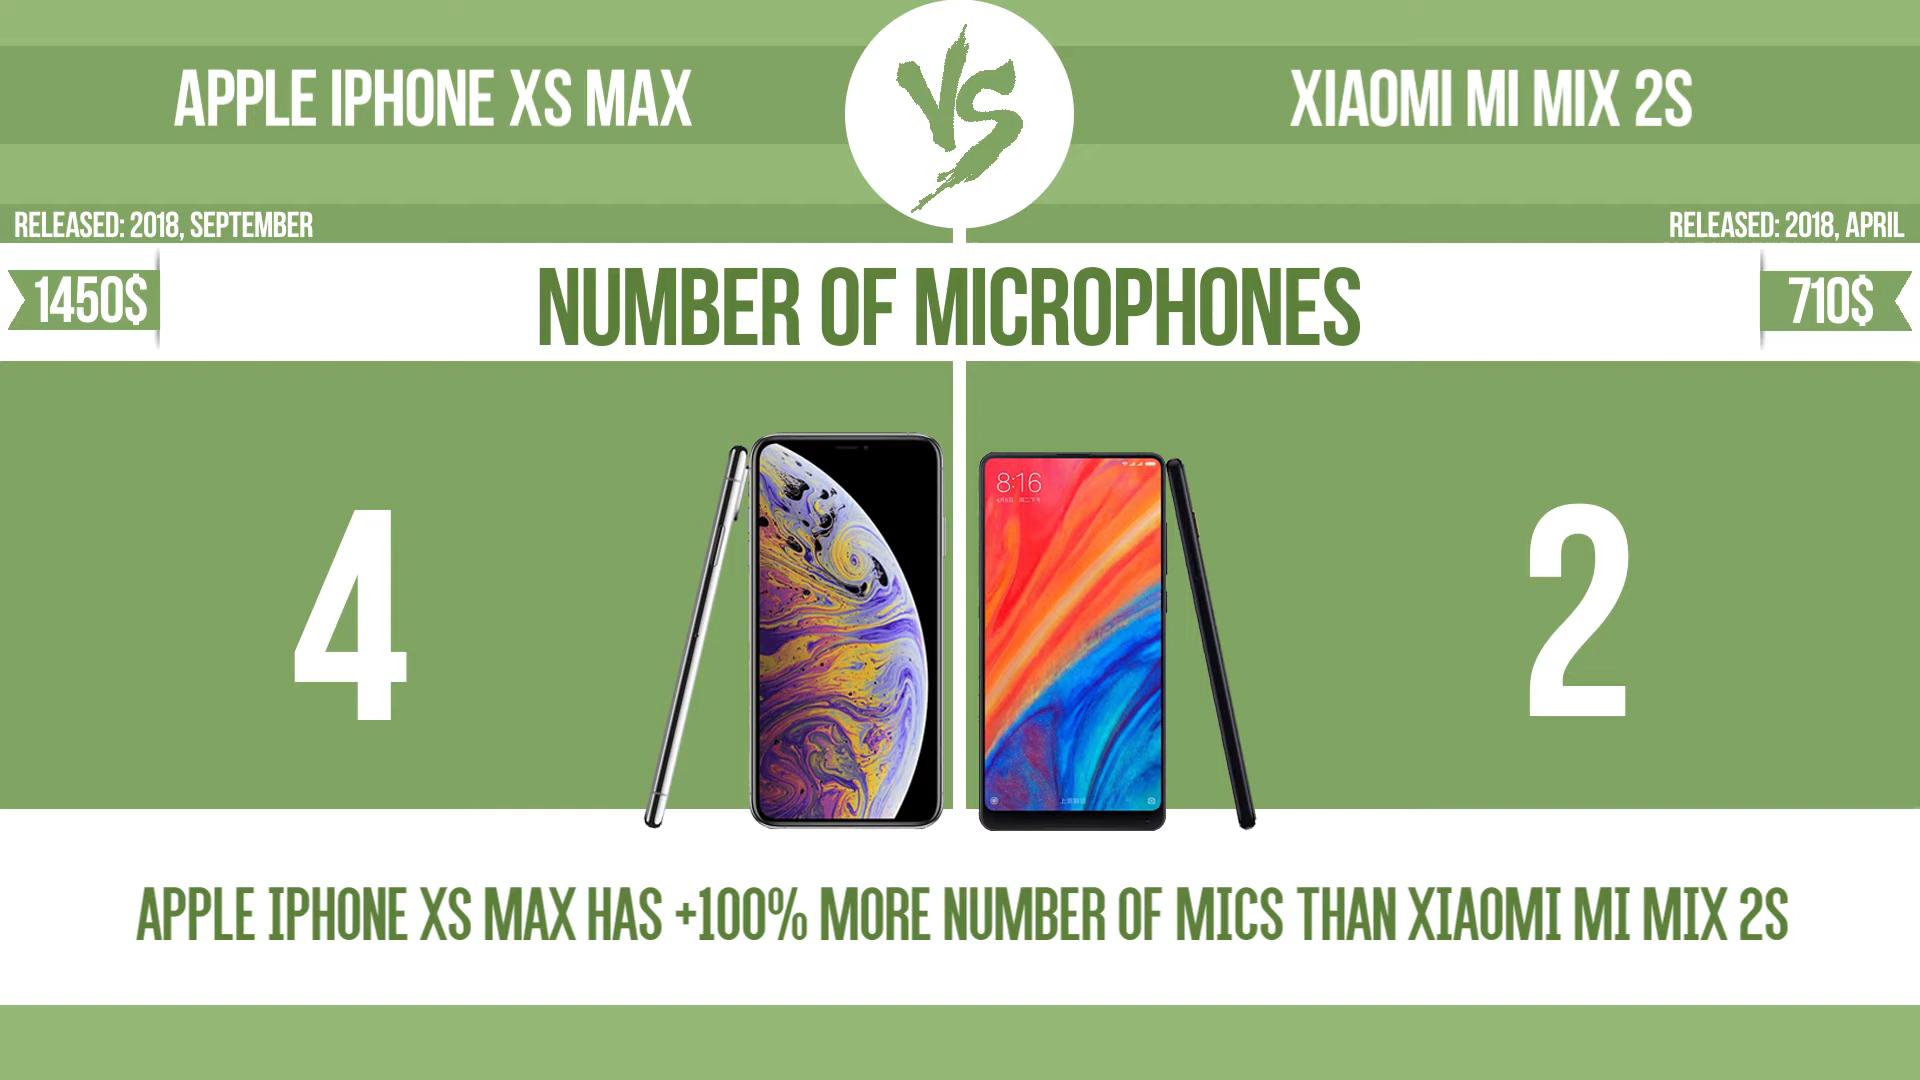 APPLE IPHONE XS MAX
VS
XIAOMI MI MIX 2S
RELEASED: 2018, SEPTEMBER
RELEASED: 2018, APRIL
1450$
NUMBER OF MICROPHONES
710$
4
8:16
2
APPLE IPHONE XS MAX HAS +100% MORE NUMBER OF MICS THAN XIAOMI MI MIX 2S